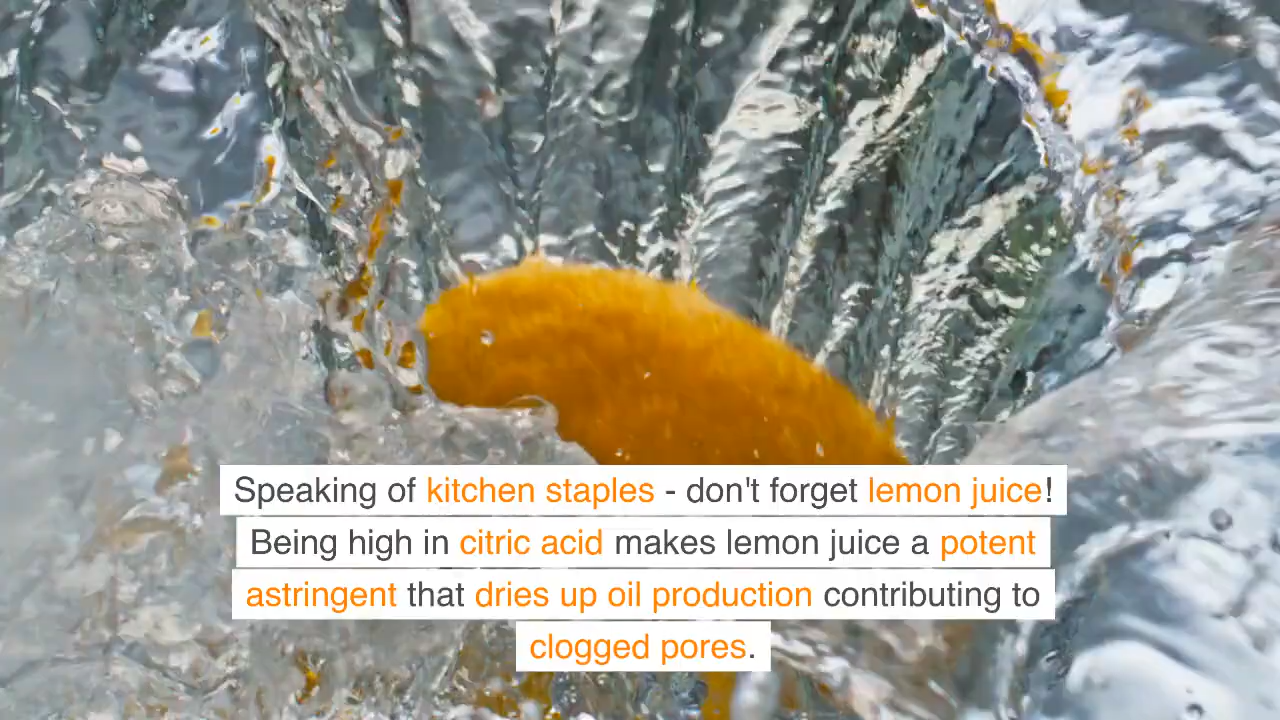 Speaking of kitchen staples - don't forget lemon juice!
Being high in citric acid makes lemon juice a potent
astringent that dries up oil production contributing to
clogged pores.